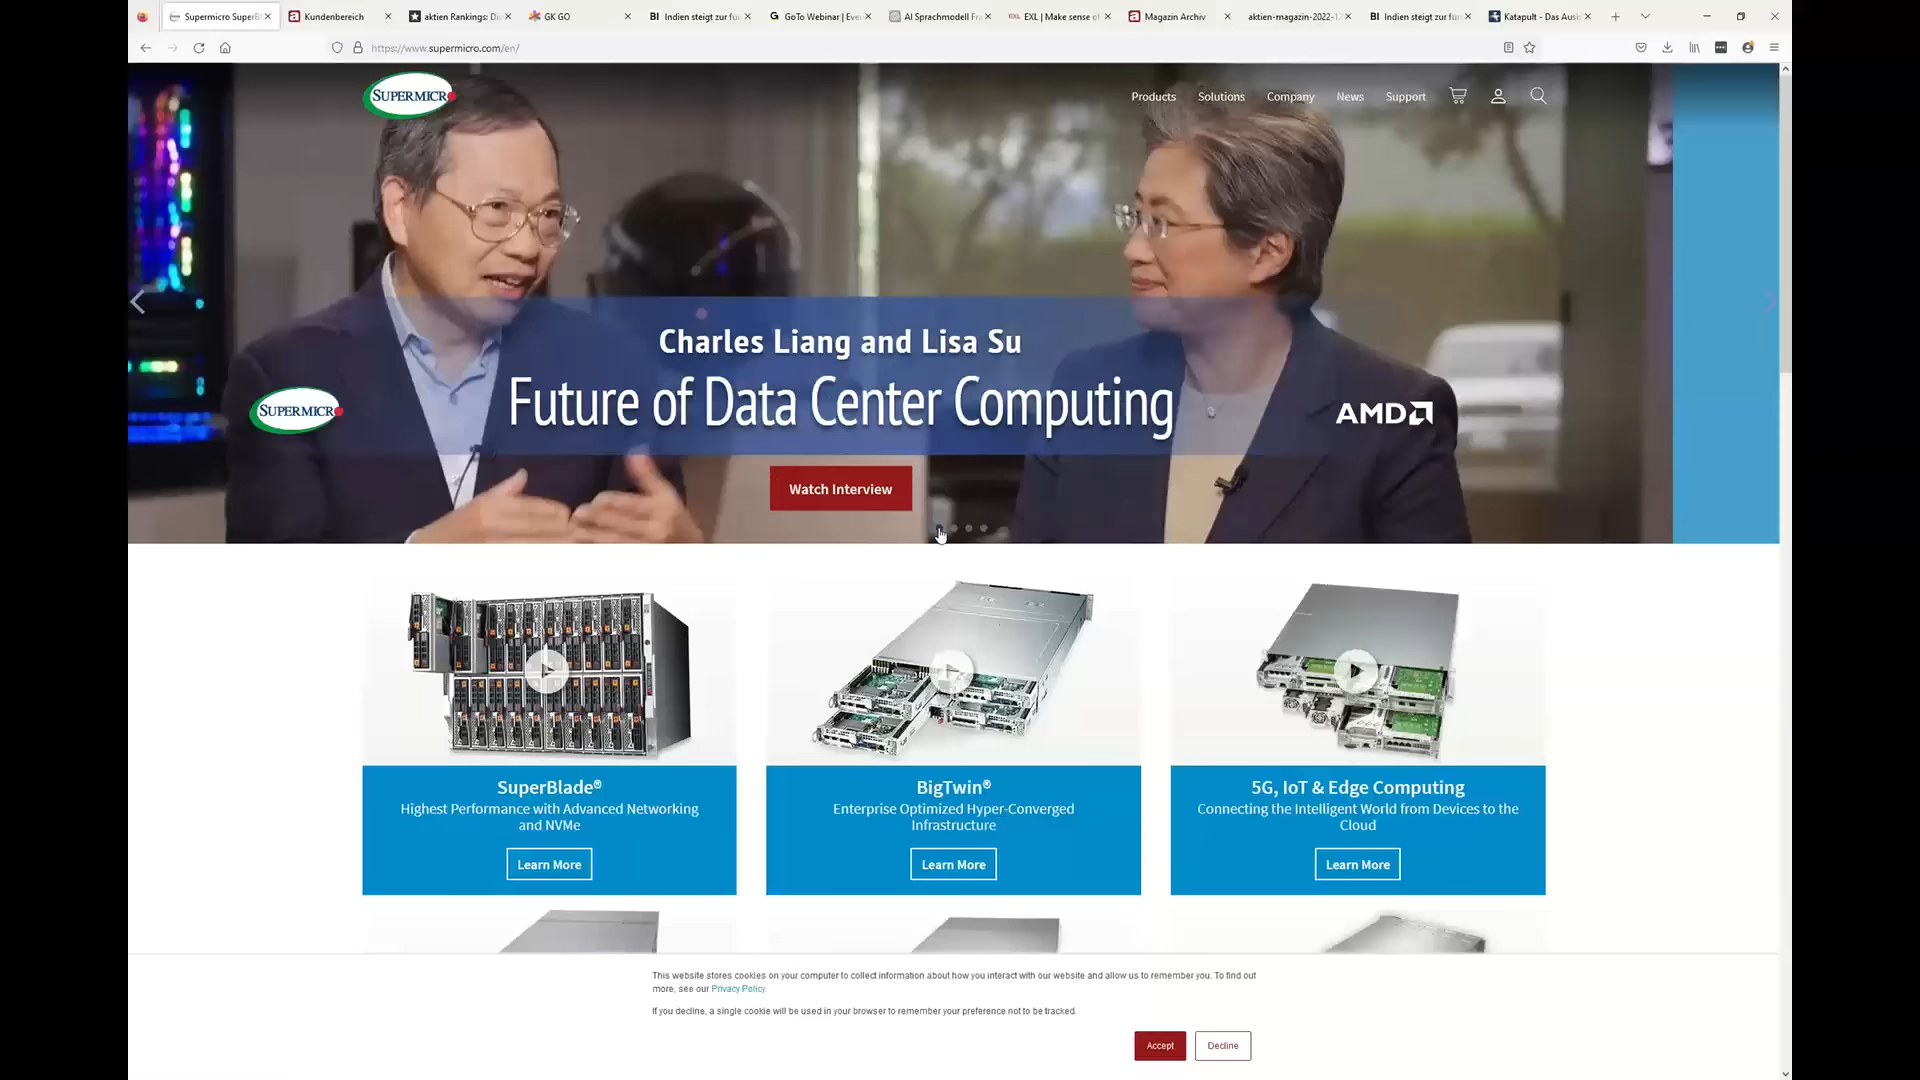 Supermicro SuperBl
Kundenbereich
aktien Rankings: Di
GK GO
BI
Indien steigt zur fü
GoTo Webinar | Eve
AI Sprachmodell Fr
EXL | Make sense o
Magazin Archiv
aktien-magazin-2022-12
BI
Indien steigt zur fü
Katapult - Das Aus
https://www.supermicro.com/en/
SUPERMICR
Products
Solutions
Company
News
Support
Charles Liang and Lisa Su
Future of Data Center Computing
SUPERMICR
AMD
Watch Interview
SuperBlade®
Highest Performance with Advanced Networking
and NVMe
Learn More
BigTwin®
Enterprise Optimized Hyper-Converged
Infrastructure
Learn More
5G, IoT & Edge Computing
Connecting the Intelligent World from Devices to the
Cloud
Learn More
This website stores cookies on your computer to collect information about how you interact with our website and allow us to remember you. To find out
more, see our Privacy Policy.
If you decline, a single cookie will be used in your browser to remember your preference not to be tracked.
Accept
Decline